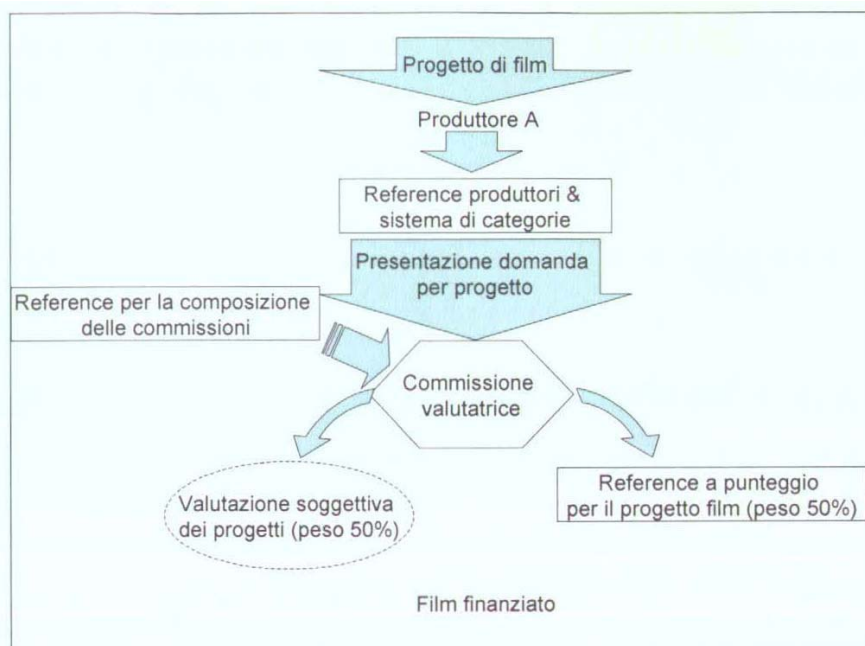 Progetto di film
Produttore A
Reference produttori &
sistema di categorie
Presentazione domanda
per progetto
Reference per la composizione
delle commissioni
Commissione
valutatrice
Valutazione soggettiva
dei progetti (peso 50%)
Reference a punteggio
per il progetto film (peso 50%)
Film finanziato